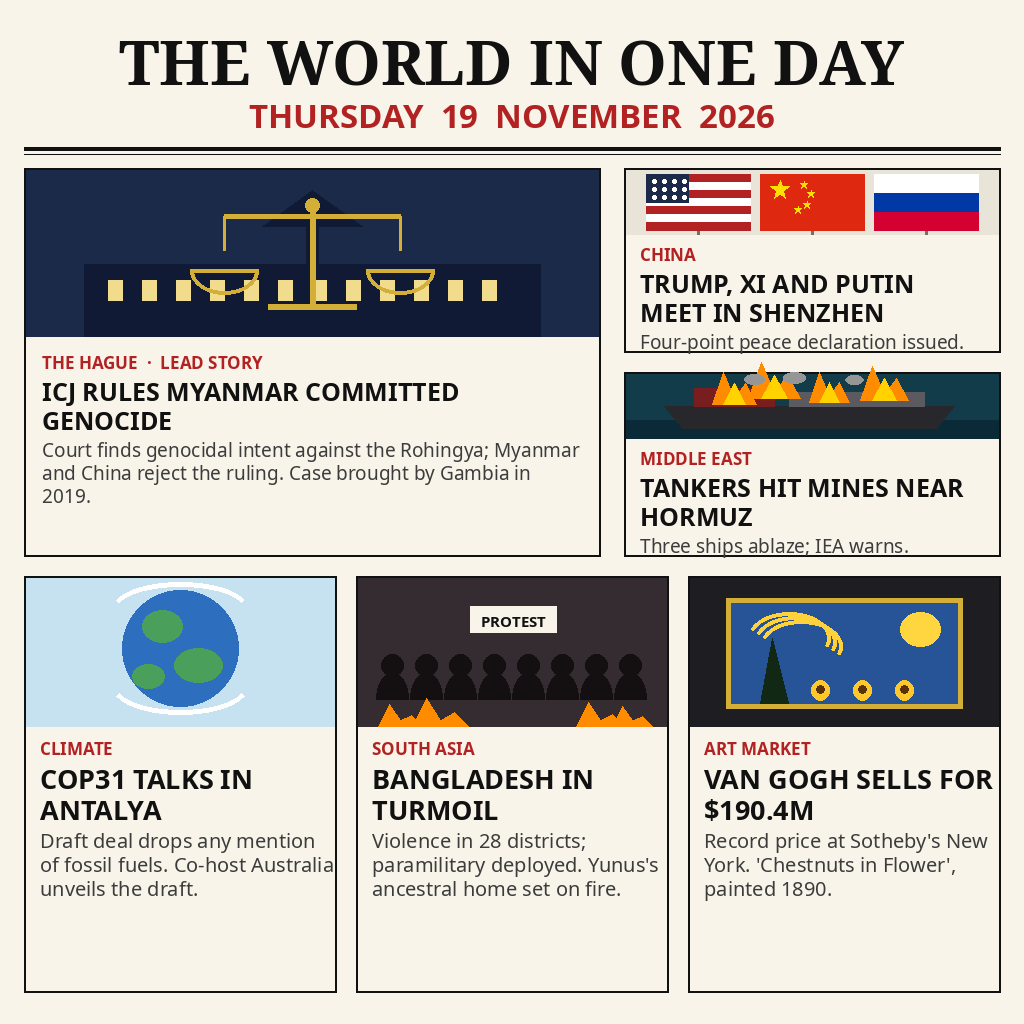 THE WORLD IN ONE DAY
THURSDAY 19 NOVEMBER 2026
THE HAGUE · LEAD STORY
ICJ RULES MYANMAR COMMITTED
GENOCIDE
Court finds genocidal intent against the Rohingya; Myanmar
and China reject the ruling. Case brought by Gambia in
2019.
CHINA
TRUMP, XI AND PUTIN
MEET IN SHENZHEN
Four-point peace declaration issued.
MIDDLE EAST
TANKERS HIT MINES NEAR
HORMUZ
Three ships ablaze; IEA warns.
CLIMATE
COP31 TALKS IN
ANTALYA
Draft deal drops any mention
of fossil fuels. Co-host Australia
unveils the draft.
PROTEST
SOUTH ASIA
BANGLADESH IN
TURMOIL
Violence in 28 districts;
paramilitary deployed. Yunus's
ancestral home set on fire.
ART MARKET
VAN GOGH SELLS FOR
$190.4M
Record price at Sotheby's New
York. 'Chestnuts in Flower',
painted 1890.